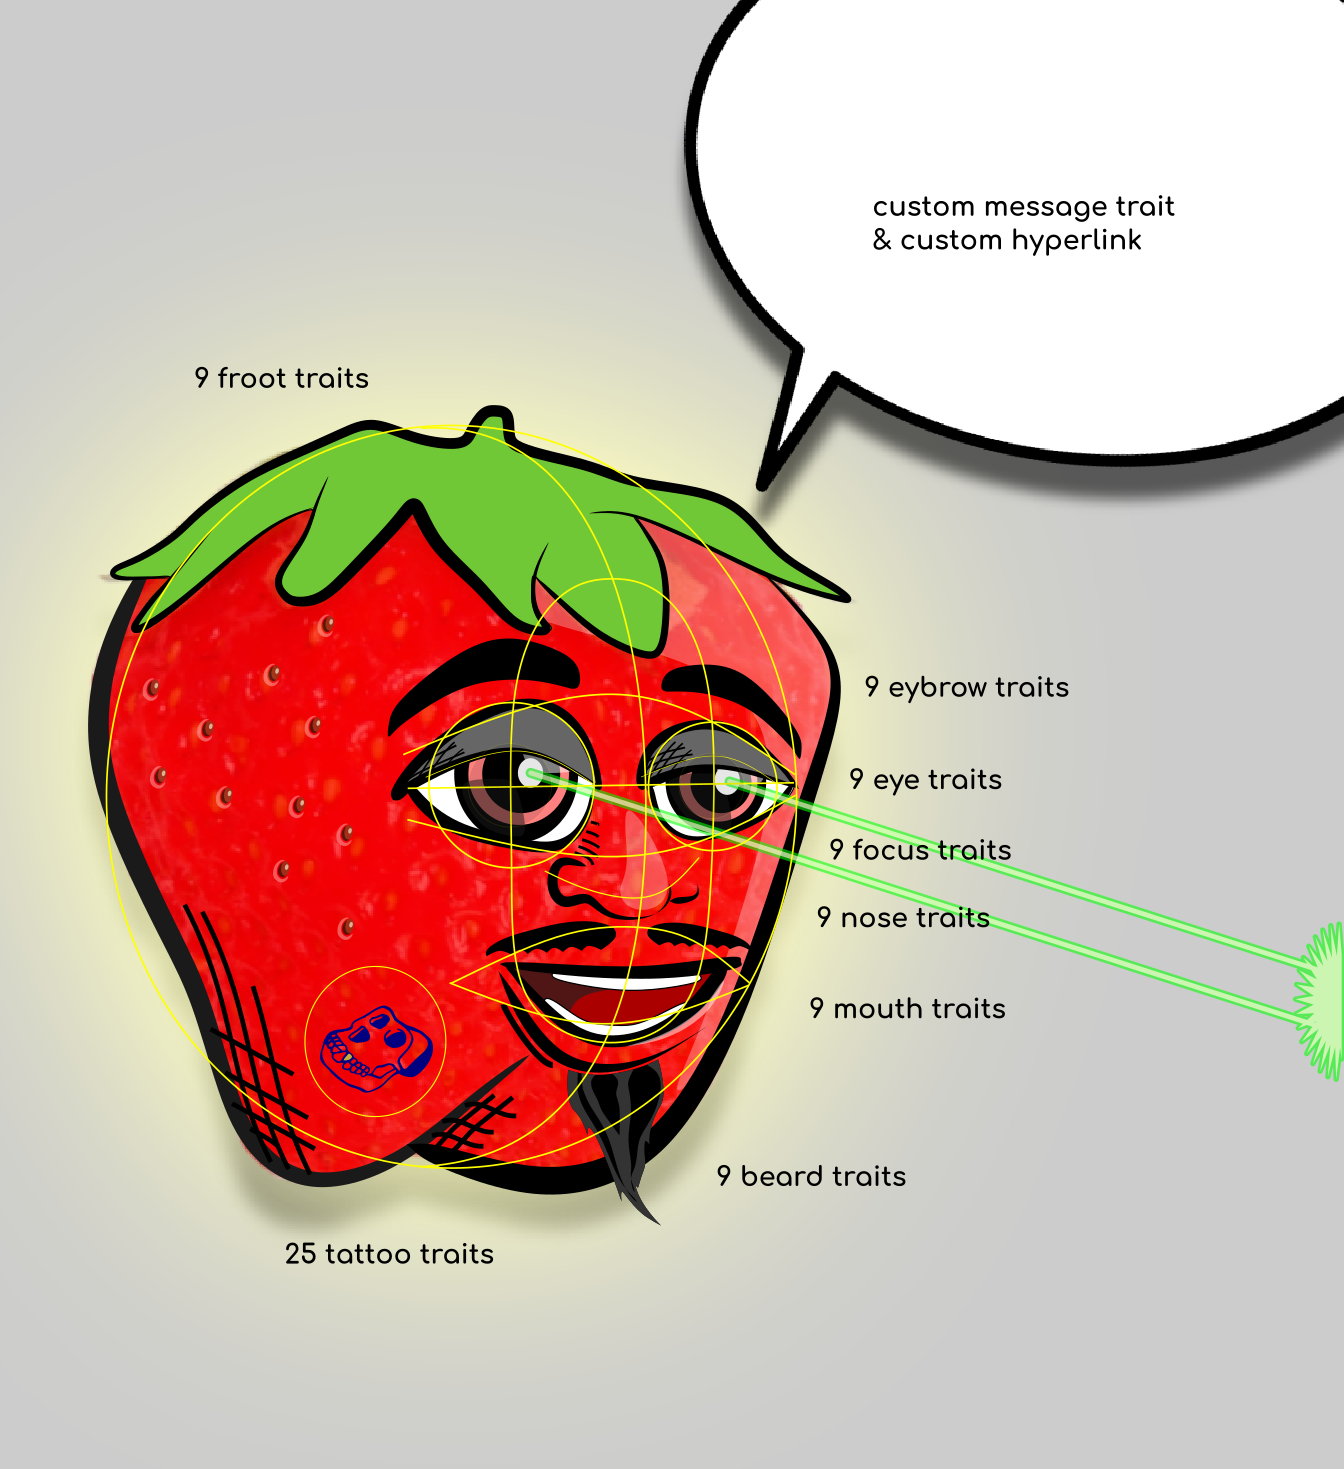 custom message trait
& custom hyperlink
9 froot traits
9 eybrow traits
9 eye traits
9 focus traits
9 nose traits
9 mouth traits
9 beard traits
25 tattoo traits